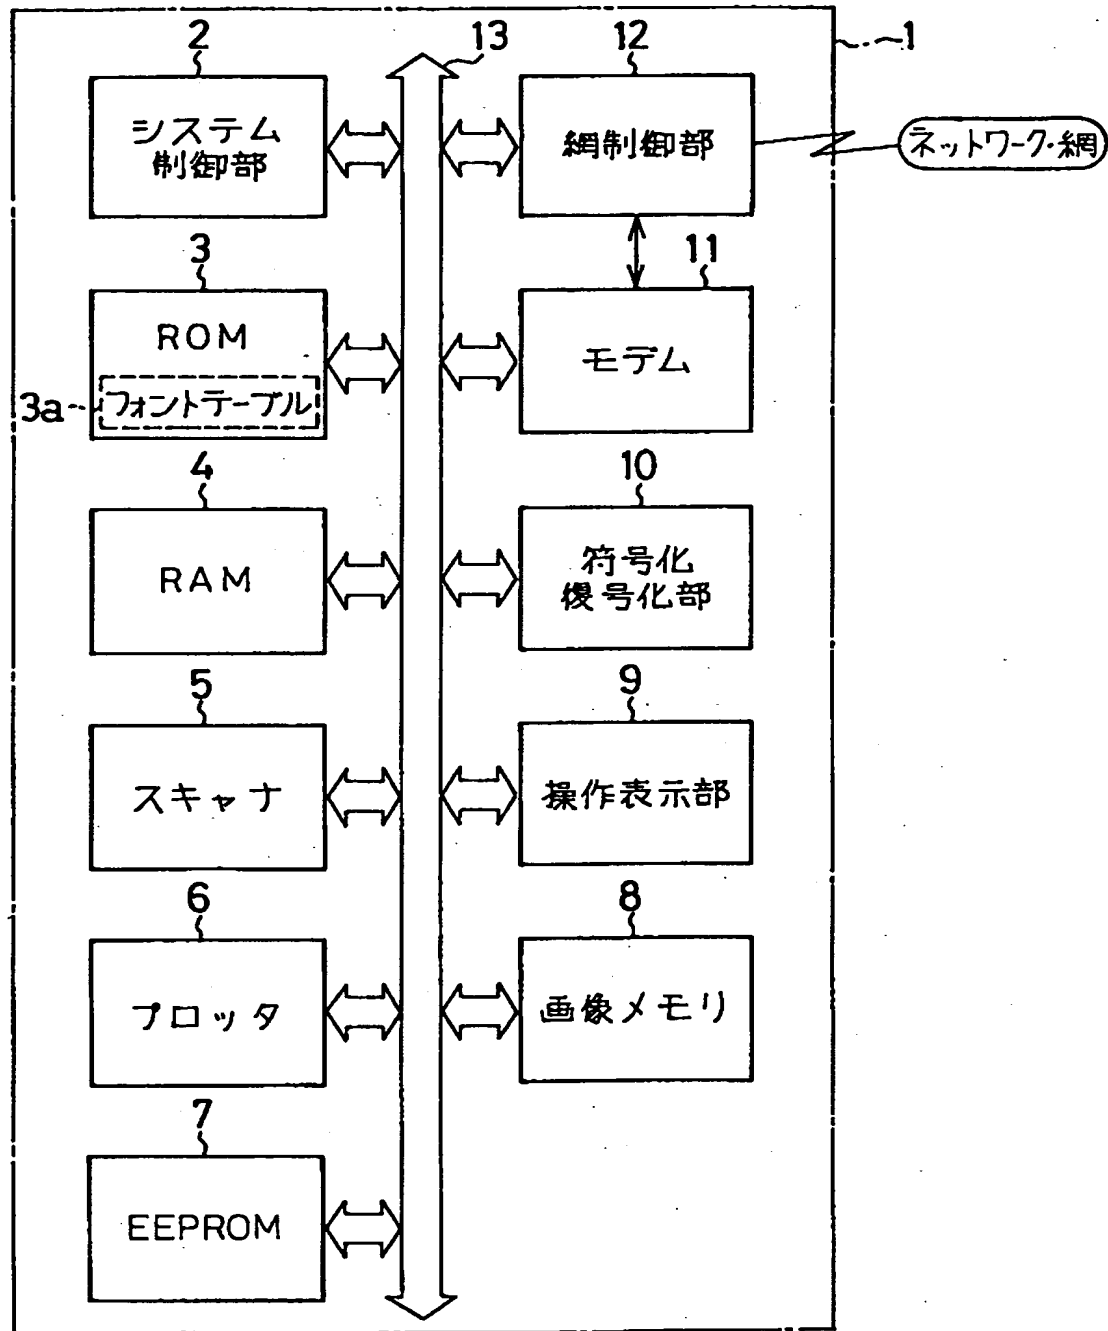 1
2
システム
制御部
13
12
網制御部
ネットワーク・網
3
ROM
3a
フォントテーブル
11
モデム
4
RAM
10
符号化
復号化部
5
スキャナ
9
操作表示部
6
プロッタ
8
画像メモリ
7
EEPROM